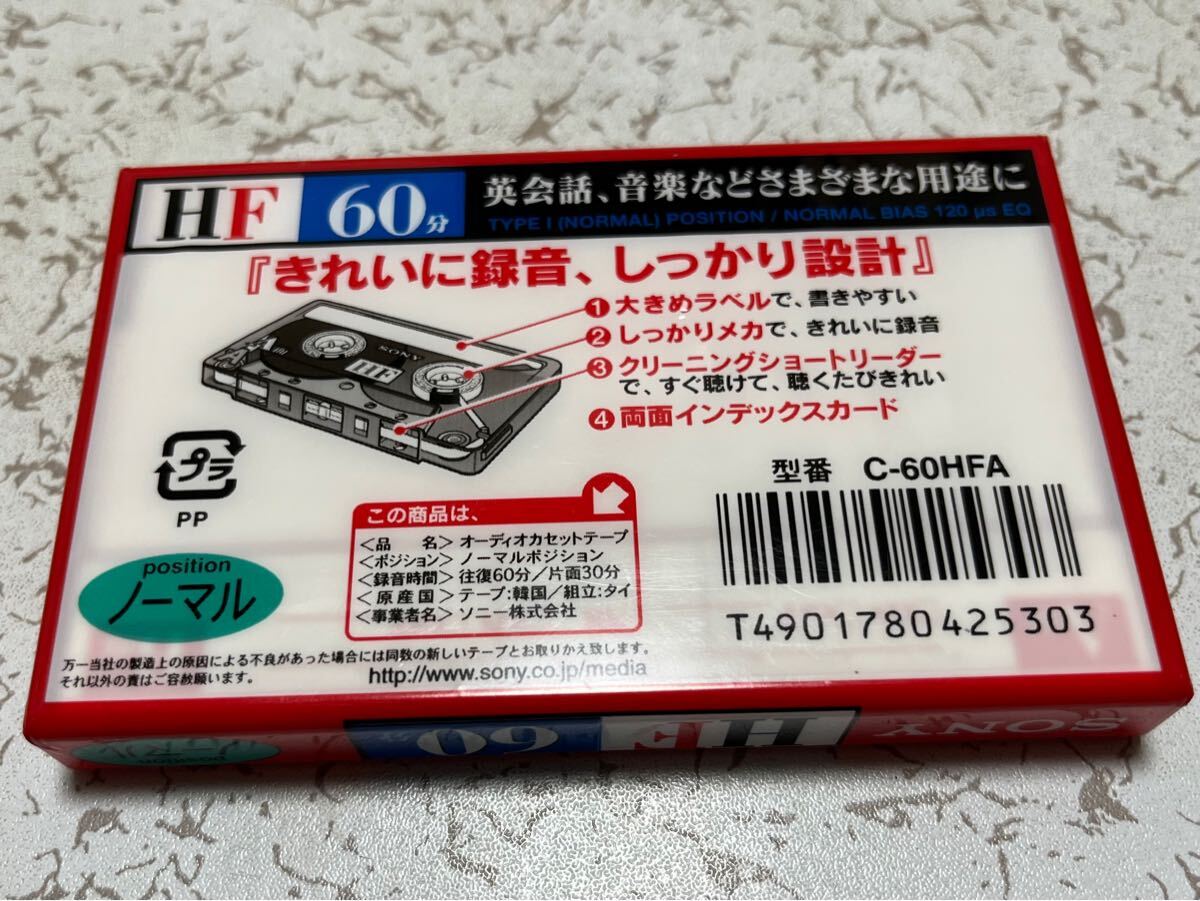 HF 60分 英会話、音楽などさまざまな用途に
TYPE I (NORMAL) POSITION / NORMAL BIAS 120 µs EQ
『きれいに録音、しっかり設計』
① 大きめラベルで、書きやすい
② しっかりメカで、きれいに録音
③ クリーニングショートリーダー
で、すぐ聴けて、聴くたびきれい
④ 両面インデックスカード
A
SONY
HF
プラ
PP
型番 C-60HFA
T4901780425303
この商品は、
<品名> オーディオカセットテープ
<ポジション> ノーマルポジション
<録音時間> 往復60分/片面30分
<原産国> テープ:韓国/組立:タイ
<事業者名> ソニー株式会社
position
ノーマル
万一当社の製造上の原因による不良があった場合には同数の新しいテープとお取りかえ致します。
それ以外の責はご容赦願います。
http://www.sony.co.jp/media
SONY
HF
60分
position
ノーマル